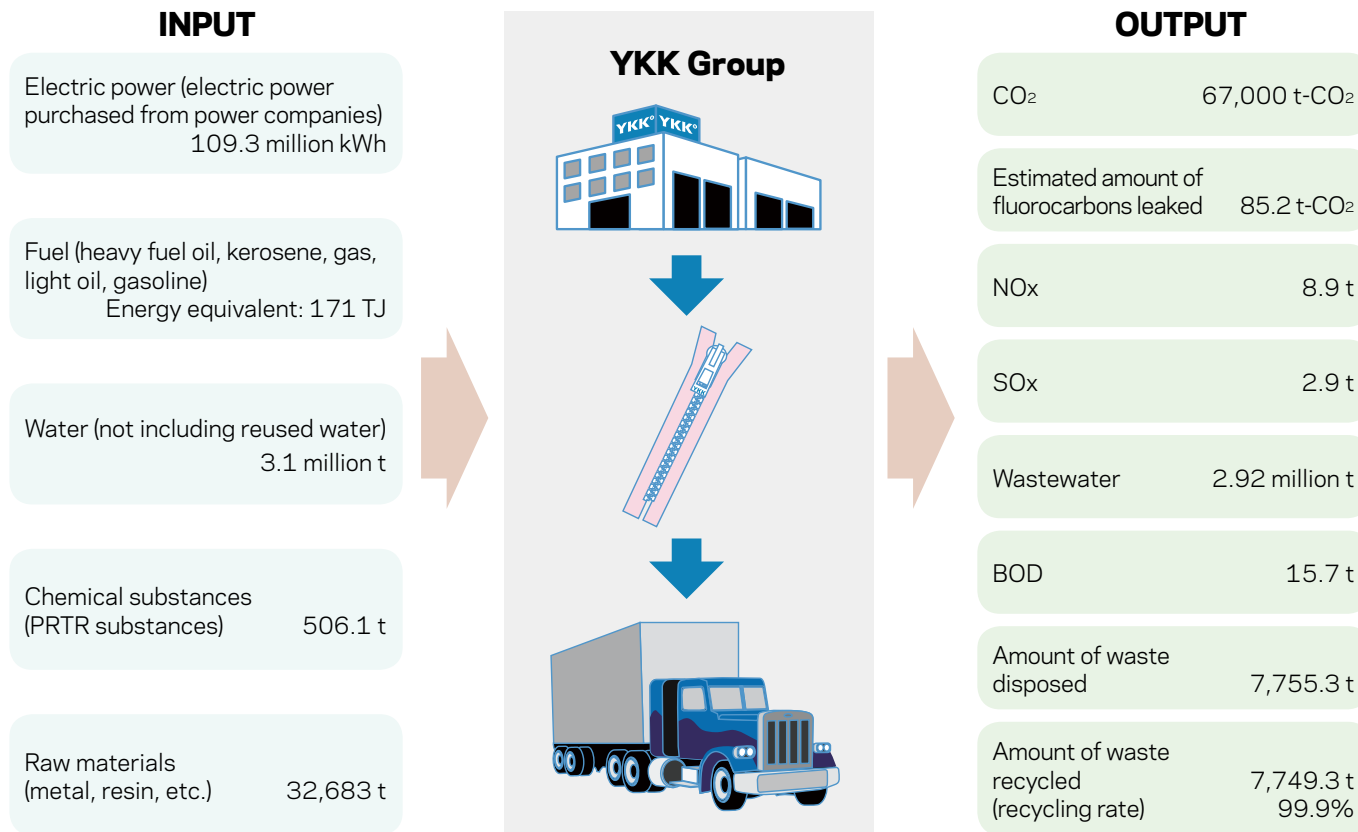 INPUT
Electric power (electric power
purchased from power companies)
109.3 million kWh
Fuel (heavy fuel oil, kerosene, gas,
light oil, gasoline)
Energy equivalent: 171 TJ
Water (not including reused water)
3.1 million t
Chemical substances
(PRTR substances) 506.1 t
Raw materials
(metal, resin, etc.) 32,683 t
YKK Group
YKK® YKK®
YKK
OUTPUT
CO₂ 67,000 t-CO₂
Estimated amount of
fluorocarbons leaked 85.2 t-CO₂
NOx 8.9 t
SOx 2.9 t
Wastewater 2.92 million t
BOD 15.7 t
Amount of waste
disposed 7,755.3 t
Amount of waste
recycled 7,749.3 t
(recycling rate) 99.9%